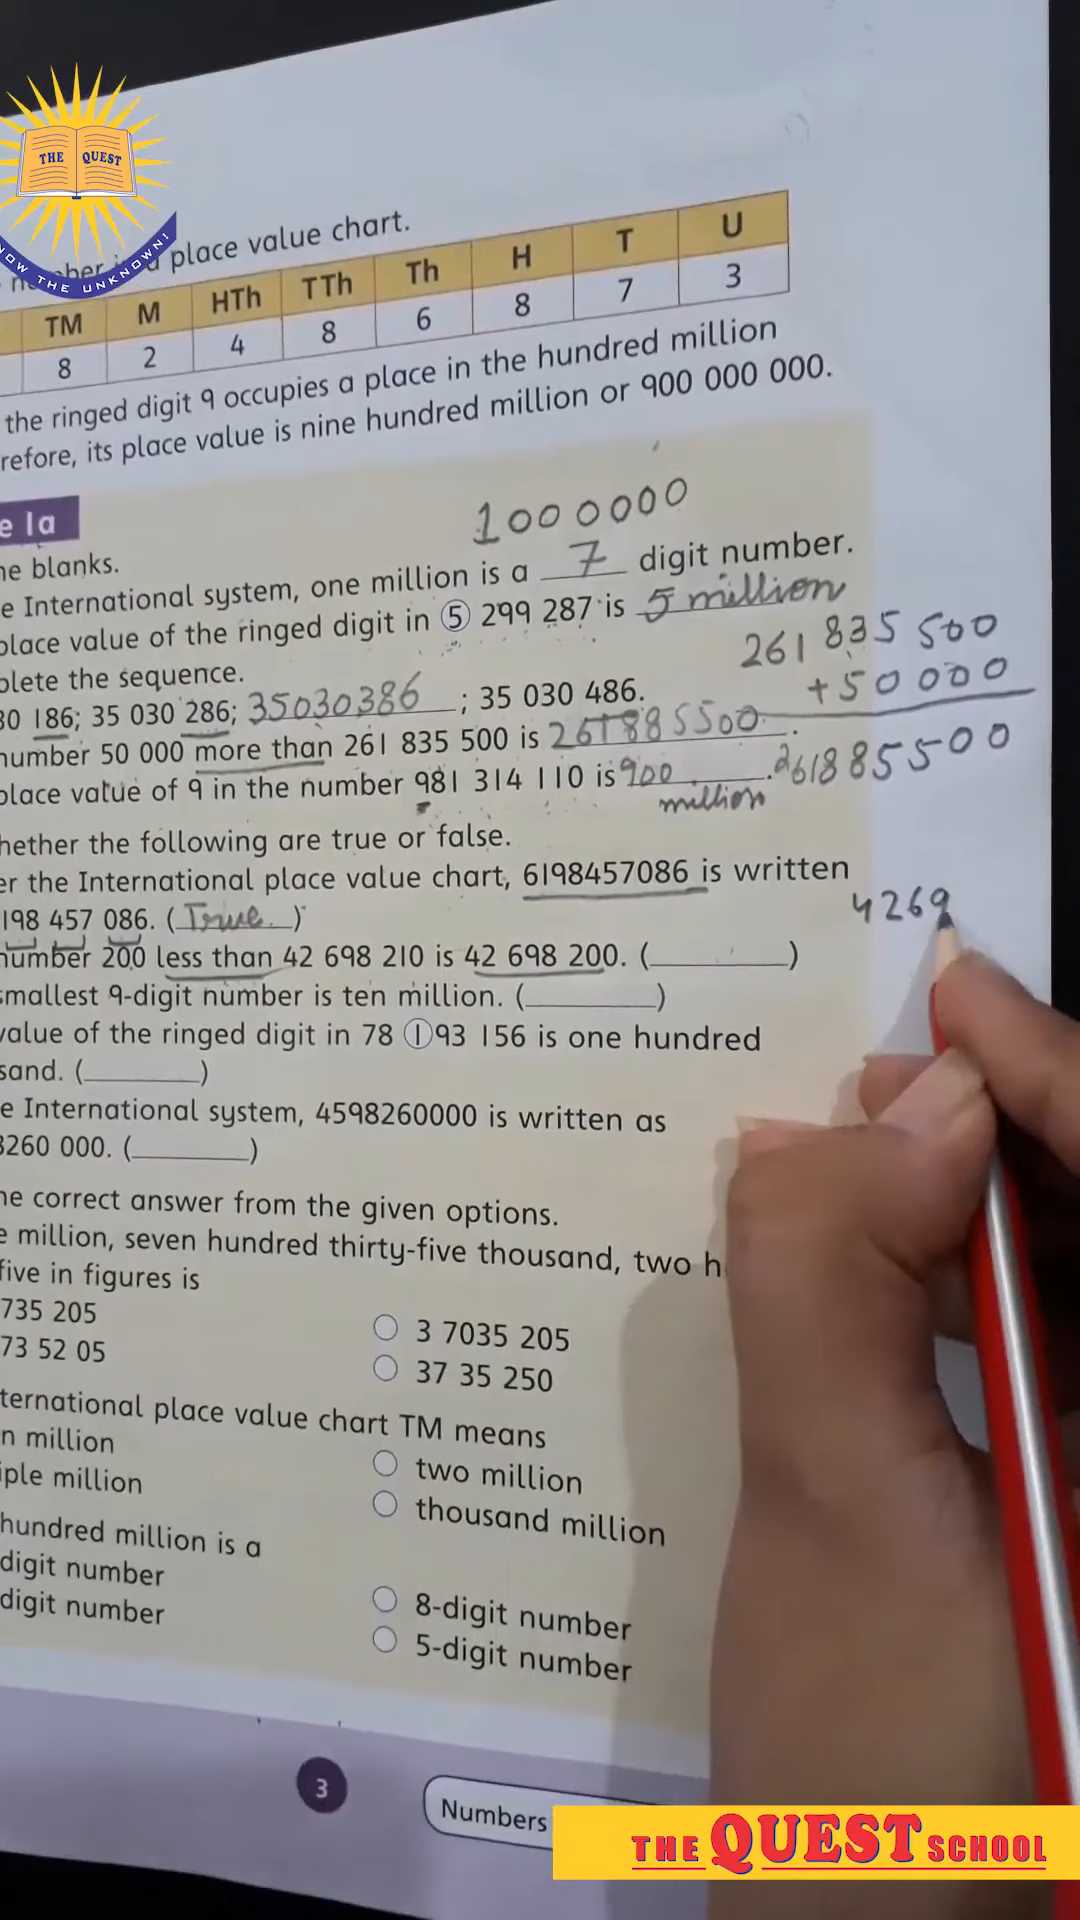 THE QUEST
NOW THE UNKNOWN!
place value chart.
TM M HTh TTh Th H T U
8 2 4 8 6 8 7 3
the ringed digit 9 occupies a place in the hundred million
refore, its place value is nine hundred million or 900 000 000.
e 1a
1000000
he blanks.
e International system, one million is a 7 digit number.
place value of the ringed digit in 5 299 287 is 5 million
261 835 500
plete the sequence.
+50000
30 186; 35 030 286; 35030386 ; 35 030 486.
number 50 000 more than 261 835 500 is 261885500.
261885500
place value of 9 in the number 981 314 110 is 900 million.
hether the following are true or false.
er the International place value chart, 6198457086 is written
198 457 086. (True)
4269
number 200 less than 42 698 210 is 42 698 200. (________)
smallest 9-digit number is ten million. (________)
value of the ringed digit in 78 1 93 156 is one hundred
sand. (________)
e International system, 4598260000 is written as
8260 000. (________)
he correct answer from the given options.
e million, seven hundred thirty-five thousand, two h
five in figures is
735 205
3 7035 205
73 52 05
37 35 250
ternational place value chart TM means
n million
two million
iple million
thousand million
hundred million is a
digit number
8-digit number
digit number
5-digit number
3
Numbers
THE QUEST SCHOOL